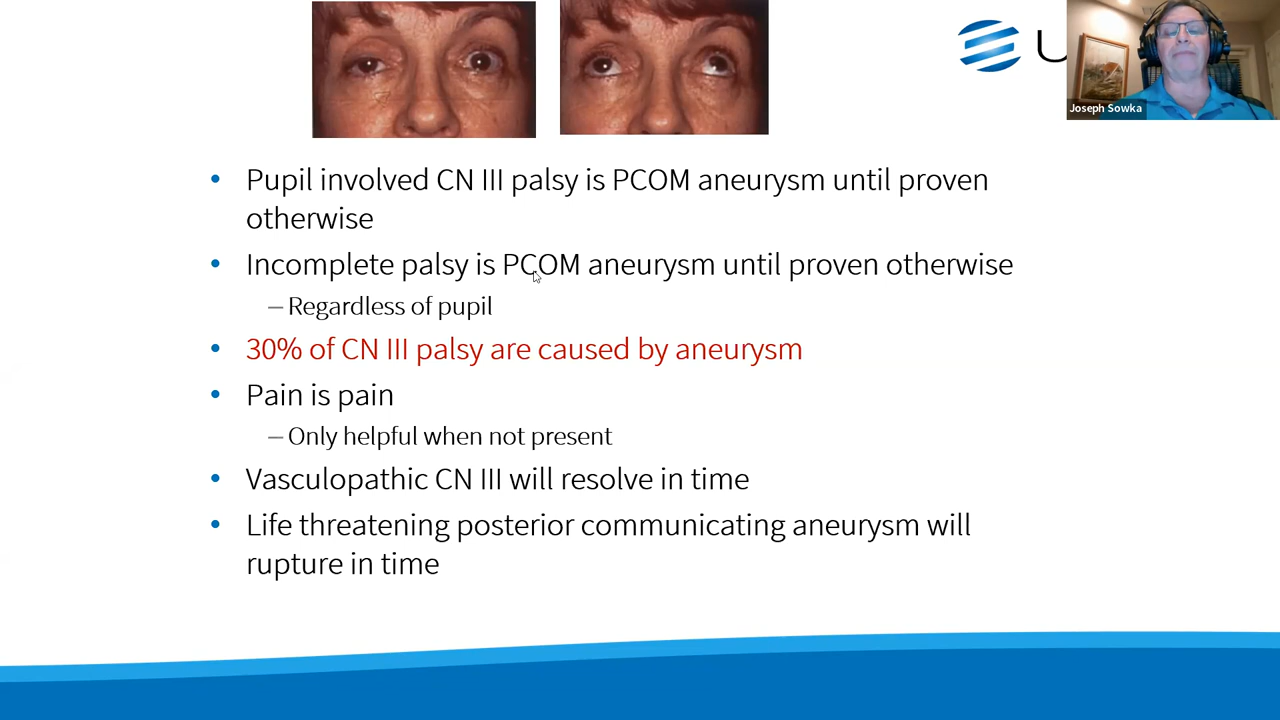 U
Joseph Sowka
• Pupil involved CN III palsy is PCOM aneurysm until proven
otherwise
• Incomplete palsy is PCOM aneurysm until proven otherwise
– Regardless of pupil
• 30% of CN III palsy are caused by aneurysm
• Pain is pain
– Only helpful when not present
• Vasculopathic CN III will resolve in time
• Life threatening posterior communicating aneurysm will
rupture in time